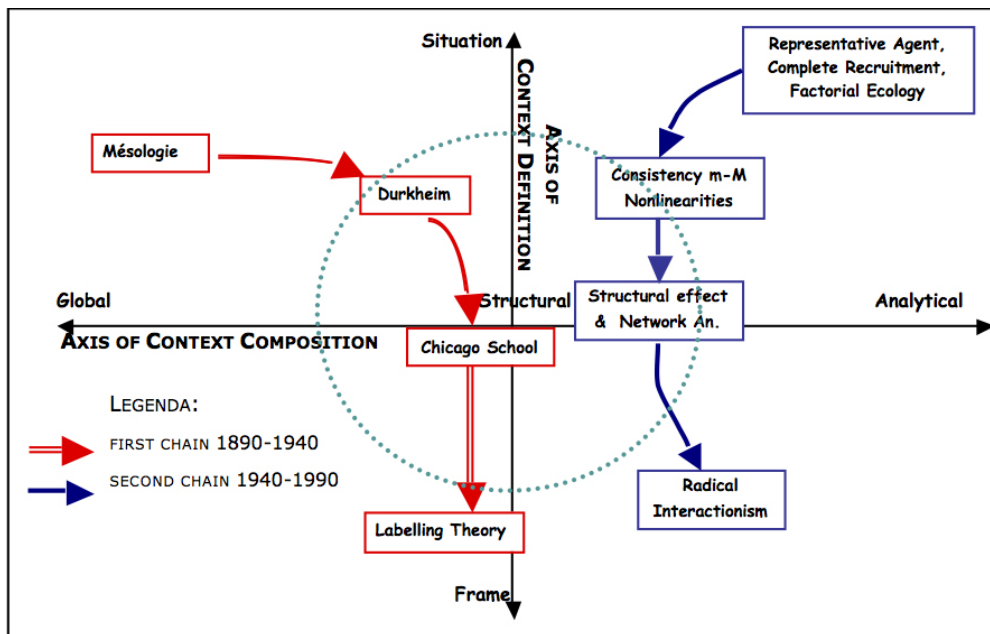 Situation
Representative Agent,
Complete Recruitment,
Factorial Ecology
AXIS OF
CONTEXT DEFINITION
Mésologie
Durkheim
Consistency m-M
Nonlinearities
Global
Structural
Structural effect
& Network An.
Analytical
AXIS OF CONTEXT COMPOSITION
Chicago School
LEGENDA:
FIRST CHAIN 1890-1940
SECOND CHAIN 1940-1990
Radical
Interactionism
Labelling Theory
Frame